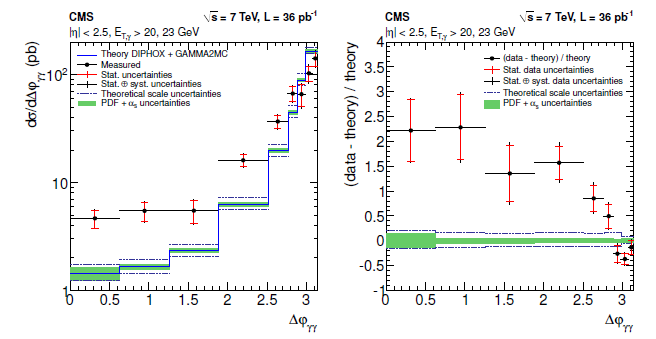 CMS √s = 7 TeV, L = 36 pb⁻¹
|η| < 2.5, E_T,γ > 20, 23 GeV
Theory DIPHOX + GAMMA2MC
Measured
Stat. uncertainties
Stat. ⊕ syst. uncertainties
Theoretical scale uncertainties
PDF + αs uncertainties
dσ/dΔφγγ (pb)
10²
10
1
0 0.5 1 1.5 2 2.5 3
Δφγγ
CMS √s = 7 TeV, L = 36 pb⁻¹
|η| < 2.5, E_T,γ > 20, 23 GeV
(data - theory) / theory
Stat. data uncertainties
Stat. ⊕ syst. data uncertainties
Theoretical scale uncertainties
PDF + αs uncertainties
(data - theory) / theory
4
3.5
3
2.5
2
1.5
1
0.5
0
-0.5
-1
0 0.5 1 1.5 2 2.5 3
Δφγγ